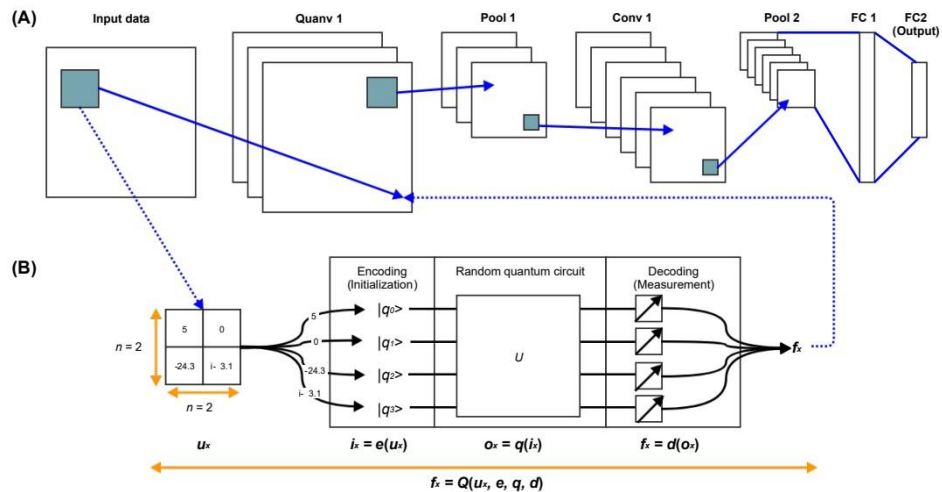 (A)
Input data
Quanv 1
Pool 1
Conv 1
Pool 2
FC 1
FC2
(Output)
(B)
Encoding
(Initialization)
Random quantum circuit
Decoding
(Measurement)
5 0
-24.3 i- 3.1
n = 2
n = 2
5
0
-24.3
i- 3.1
|q0>
|q1>
|q2>
|q3>
U
fx
ux
ix = e(ux)
ox = q(ix)
fx = d(ox)
fx = Q(ux, e, q, d)